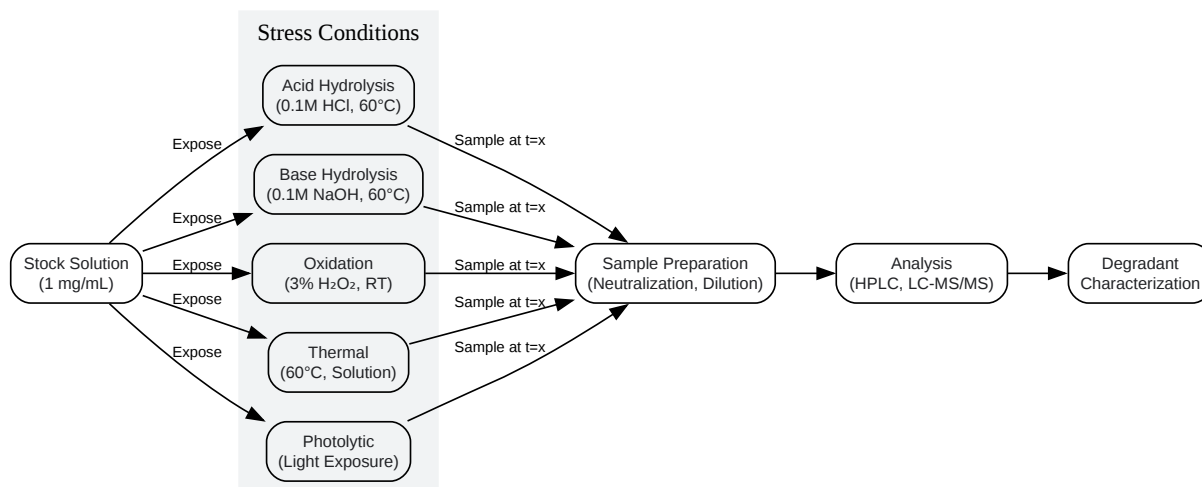 Stress Conditions
Acid Hydrolysis
(0.1M HCl, 60°C)
Expose
Sample at t=x
Base Hydrolysis
(0.1M NaOH, 60°C)
Expose
Sample at t=x
Stock Solution
(1 mg/mL)
Expose
Oxidation
(3% H₂O₂, RT)
Sample at t=x
Sample Preparation
(Neutralization, Dilution)
Analysis
(HPLC, LC-MS/MS)
Degradant
Characterization
Expose
Thermal
(60°C, Solution)
Sample at t=x
Expose
Photolytic
(Light Exposure)
Sample at t=x